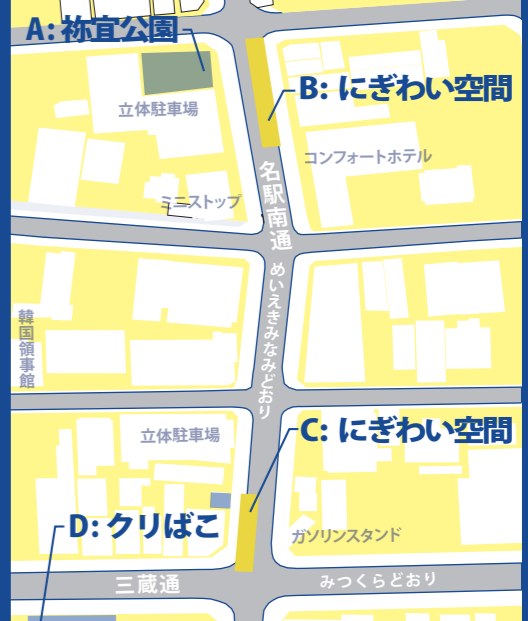 A: 祢宜公園
B: にぎわい空間
立体駐車場
コンフォートホテル
ミニストップ
名駅南通
めいえきみなみどおり
韓国領事館
立体駐車場
C: にぎわい空間
D: クリばこ
ガソリンスタンド
三蔵通
みつくらどおり